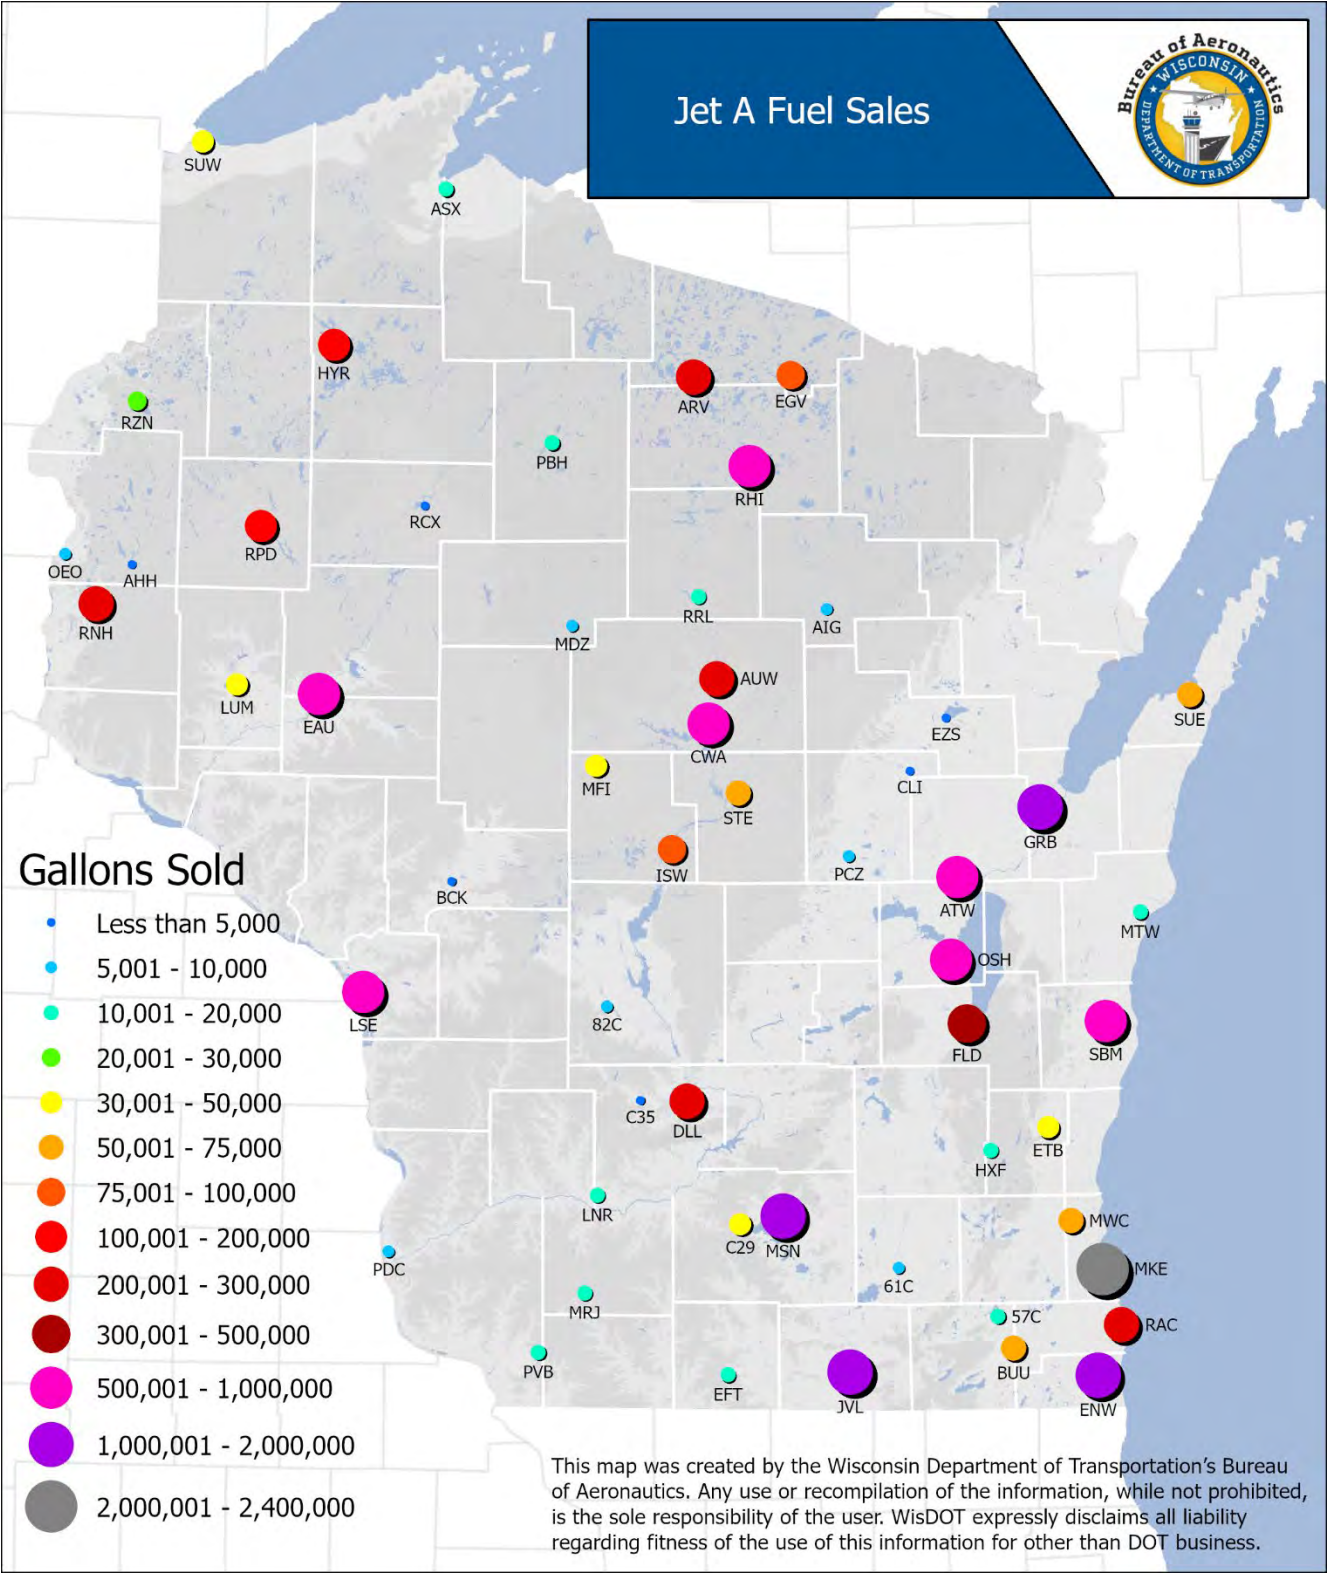 Jet A Fuel Sales
Bureau of Aeronautics
WISCONSIN
DEPARTMENT OF TRANSPORTATION
SUW
ASX
HYR
ARV
EGV
RZN
PBH
RHI
RCX
RPD
OEO
AHH
RNH
RRL
AIG
MDZ
AUW
LUM
EAU
SUE
EZS
CWA
MFI
CLI
STE
GRB
ISW
PCZ
Gallons Sold
BCK
ATW
MTW
Less than 5,000
5,001 - 10,000
OSH
10,001 - 20,000
LSE
82C
FLD
SBM
20,001 - 30,000
30,001 - 50,000
C35
DLL
50,001 - 75,000
ETB
HXF
75,001 - 100,000
LNR
MWC
100,001 - 200,000
C29
MSN
PDC
MKE
200,001 - 300,000
61C
MRJ
57C
RAC
300,001 - 500,000
PVB
BUU
500,001 - 1,000,000
EFT
JVL
ENW
1,000,001 - 2,000,000
2,000,001 - 2,400,000
This map was created by the Wisconsin Department of Transportation's Bureau
of Aeronautics. Any use or recompilation of the information, while not prohibited,
is the sole responsibility of the user. WisDOT expressly disclaims all liability
regarding fitness of the use of this information for other than DOT business.